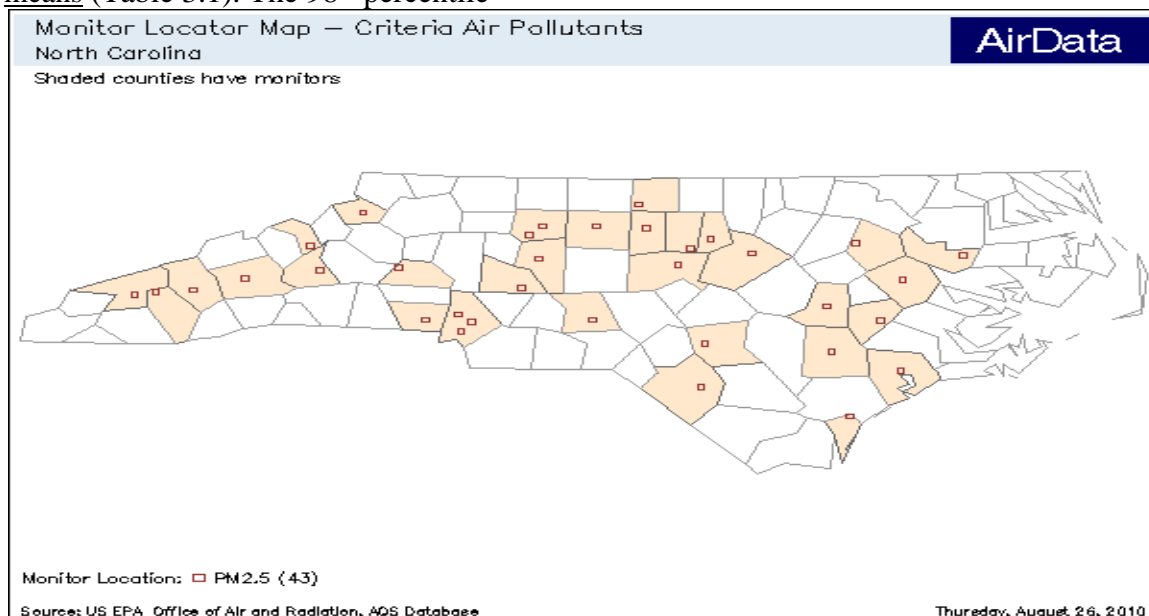 means (Table 3.1). The 98 percentile
Monitor Locator Map – Criteria Air Pollutants
AirData
North Carolina
Shaded counties have monitors
Monitor Location: PM2.5 (43)
Source: US EPA Office of Air and Radiation, AQS Database
Thursday, August 26, 2010